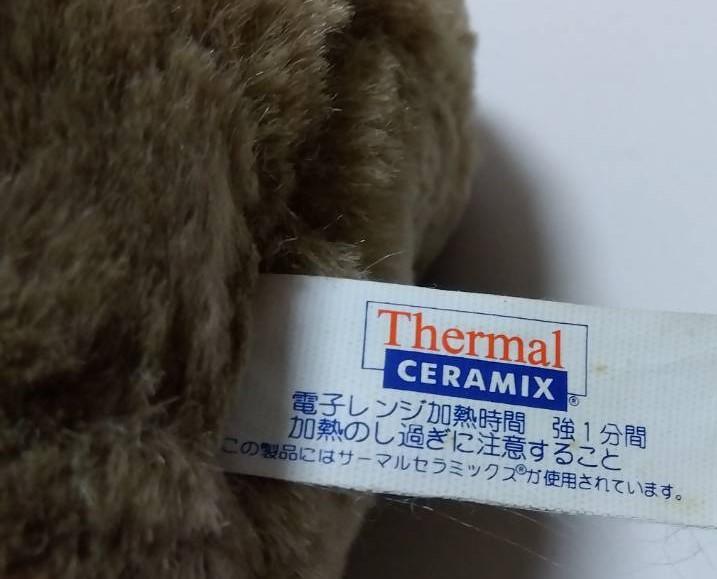 Thermal
CERAMIX®
電子レンジ加熱時間 強1分間
加熱のし過ぎに注意すること
この製品にはサーマルセラミックス®が使用されています。